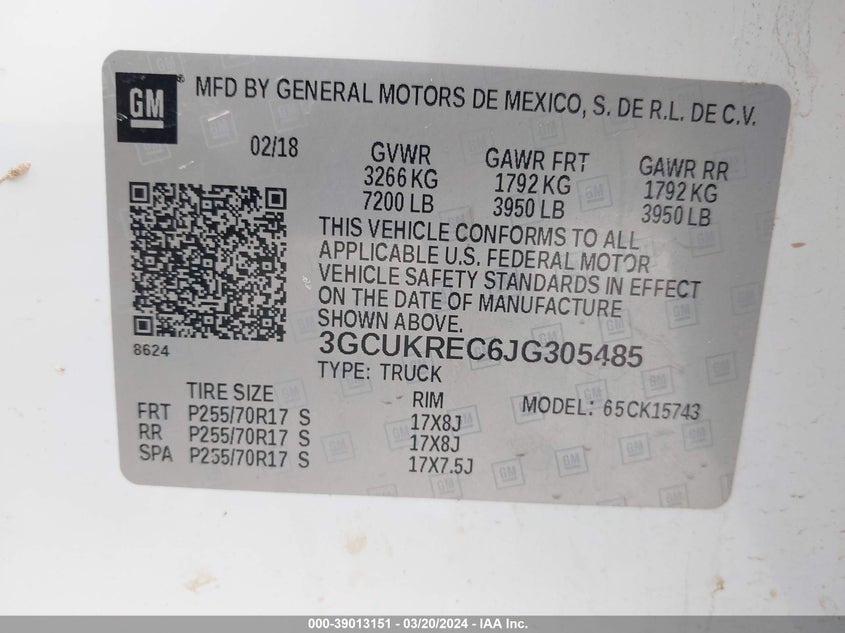 GM
MFD BY GENERAL MOTORS DE MEXICO, S. DE R.L. DE C.V.
02/18
GVWR GAWR FRT GAWR RR
3266 KG 1792 KG 1792 KG
7200 LB 3950 LB 3950 LB
THIS VEHICLE CONFORMS TO ALL
APPLICABLE U.S. FEDERAL MOTOR
VEHICLE SAFETY STANDARDS IN EFFECT
ON THE DATE OF MANUFACTURE
SHOWN ABOVE.
8624
3GCUKREC6JG305485
TYPE: TRUCK
TIRE SIZE RIM MODEL: 65CK15743
FRT P255/70R17 S 17X8J
RR P255/70R17 S 17X8J
SPA P255/70R17 S 17X7.5J
000-39013151 — 03/20/2024 — IAA Inc.